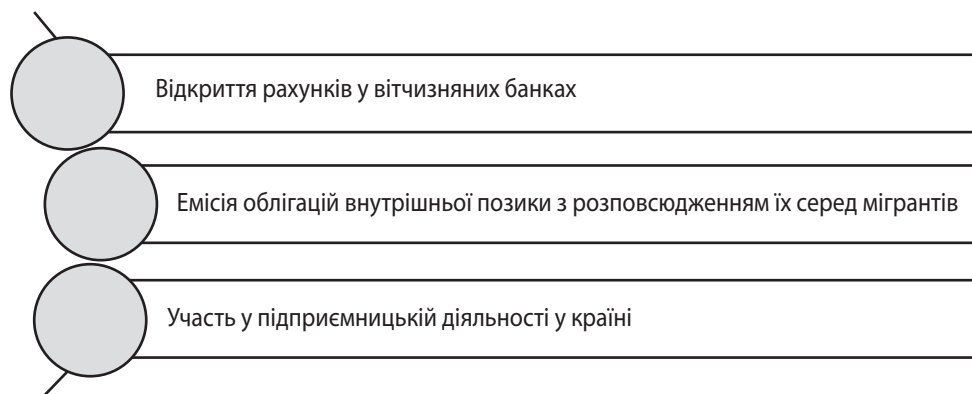 Відкриття рахунків у вітчизняних банках
Емісія облігацій внутрішньої позики з розповсюдженням їх серед мігрантів
Участь у підприємницькій діяльності у країні